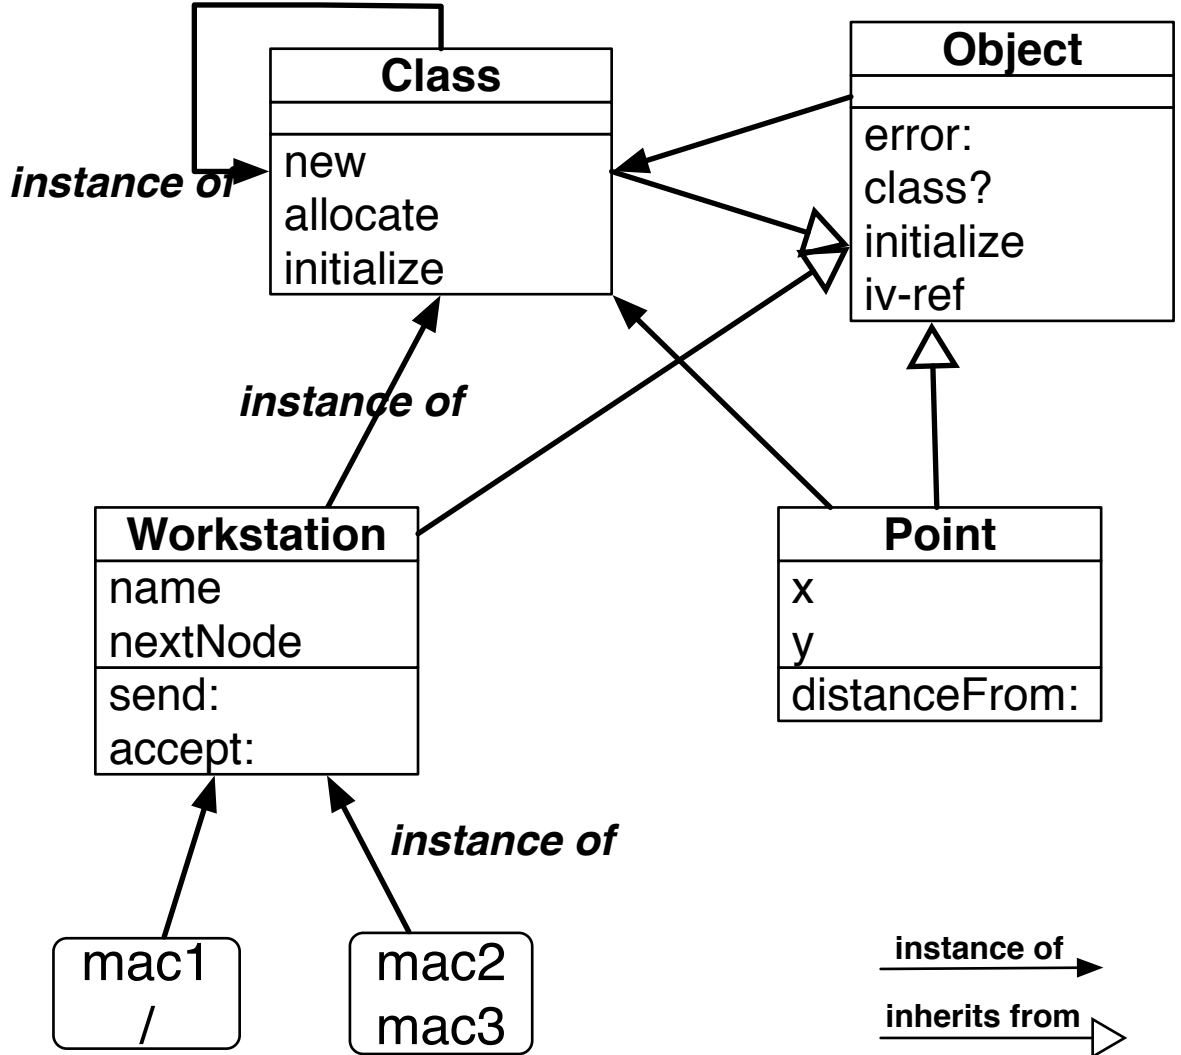 Class
new
allocate
initialize
instance of
Object
error:
class?
initialize
iv-ref
instance of
Workstation
name
nextNode
send:
accept:
Point
x
y
distanceFrom:
instance of
mac1
/
mac2
mac3
instance of
inherits from